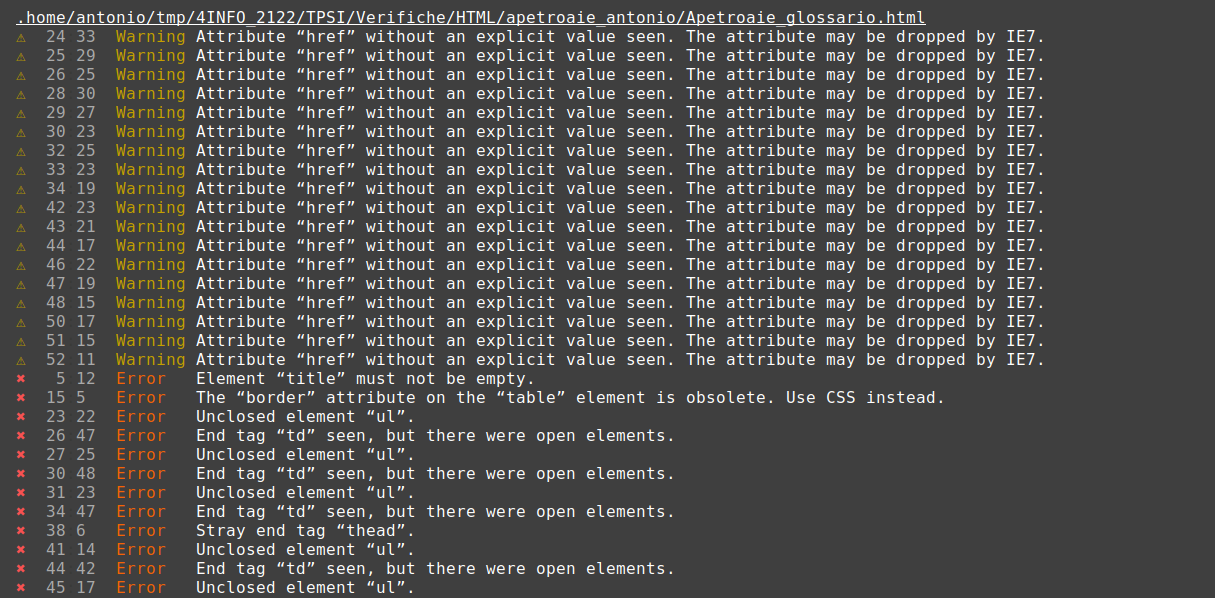 .home/antonio/tmp/4INFO_2122/TPSI/Verifiche/HTML/apetroaie_antonio/Apetroaie_glossario.html
⚠ 24 33 Warning Attribute “href” without an explicit value seen. The attribute may be dropped by IE7.
⚠ 25 29 Warning Attribute “href” without an explicit value seen. The attribute may be dropped by IE7.
⚠ 26 25 Warning Attribute “href” without an explicit value seen. The attribute may be dropped by IE7.
⚠ 28 30 Warning Attribute “href” without an explicit value seen. The attribute may be dropped by IE7.
⚠ 29 27 Warning Attribute “href” without an explicit value seen. The attribute may be dropped by IE7.
⚠ 30 23 Warning Attribute “href” without an explicit value seen. The attribute may be dropped by IE7.
⚠ 32 25 Warning Attribute “href” without an explicit value seen. The attribute may be dropped by IE7.
⚠ 33 23 Warning Attribute “href” without an explicit value seen. The attribute may be dropped by IE7.
⚠ 34 19 Warning Attribute “href” without an explicit value seen. The attribute may be dropped by IE7.
⚠ 42 23 Warning Attribute “href” without an explicit value seen. The attribute may be dropped by IE7.
⚠ 43 21 Warning Attribute “href” without an explicit value seen. The attribute may be dropped by IE7.
⚠ 44 17 Warning Attribute “href” without an explicit value seen. The attribute may be dropped by IE7.
⚠ 46 22 Warning Attribute “href” without an explicit value seen. The attribute may be dropped by IE7.
⚠ 47 19 Warning Attribute “href” without an explicit value seen. The attribute may be dropped by IE7.
⚠ 48 15 Warning Attribute “href” without an explicit value seen. The attribute may be dropped by IE7.
⚠ 50 17 Warning Attribute “href” without an explicit value seen. The attribute may be dropped by IE7.
⚠ 51 15 Warning Attribute “href” without an explicit value seen. The attribute may be dropped by IE7.
⚠ 52 11 Warning Attribute “href” without an explicit value seen. The attribute may be dropped by IE7.
✖ 5 12 Error Element “title” must not be empty.
✖ 15 5 Error The “border” attribute on the “table” element is obsolete. Use CSS instead.
✖ 23 22 Error Unclosed element “ul”.
✖ 26 47 Error End tag “td” seen, but there were open elements.
✖ 27 25 Error Unclosed element “ul”.
✖ 30 48 Error End tag “td” seen, but there were open elements.
✖ 31 23 Error Unclosed element “ul”.
✖ 34 47 Error End tag “td” seen, but there were open elements.
✖ 38 6 Error Stray end tag “thead”.
✖ 41 14 Error Unclosed element “ul”.
✖ 44 42 Error End tag “td” seen, but there were open elements.
✖ 45 17 Error Unclosed element “ul”.